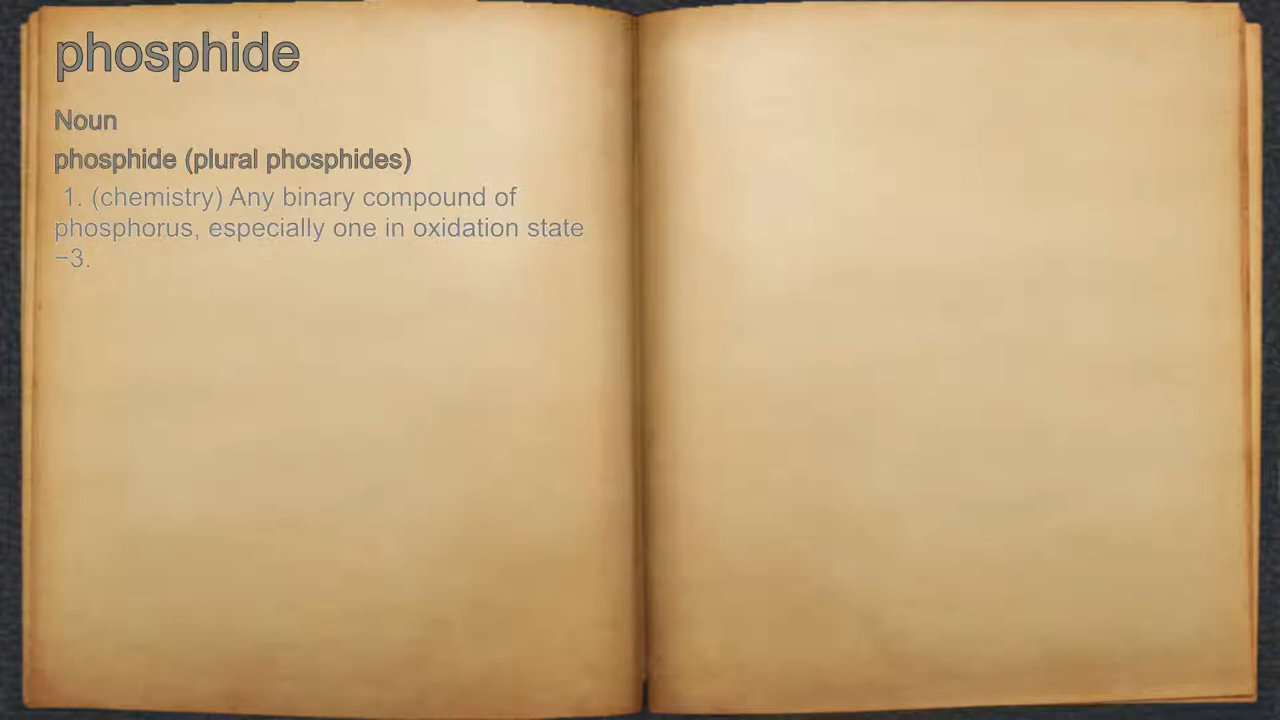 phosphide
Noun
phosphide (plural phosphides)
1. (chemistry) Any binary compound of
phosphorus, especially one in oxidation state
−3.